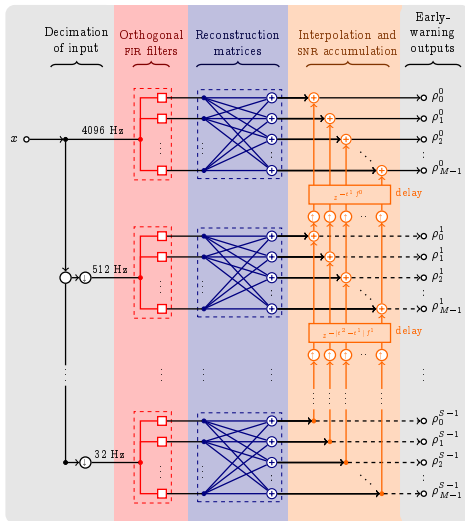 Decimation
of input
Orthogonal
FIR filters
Reconstruction
matrices
Interpolation and
SNR accumulation
Early-
warning
outputs
x
4096 Hz
ρ^0_0
ρ^0_1
ρ^0_2
ρ^0_{M−1}
delay
↑ ↑ ↑ ↑
512 Hz
↓
ρ^1_0
ρ^1_1
ρ^1_2
ρ^1_{M−1}
delay
↑ ↑ ↑ ↑
32 Hz
↓
ρ^{S−1}_0
ρ^{S−1}_1
ρ^{S−1}_2
ρ^{S−1}_{M−1}